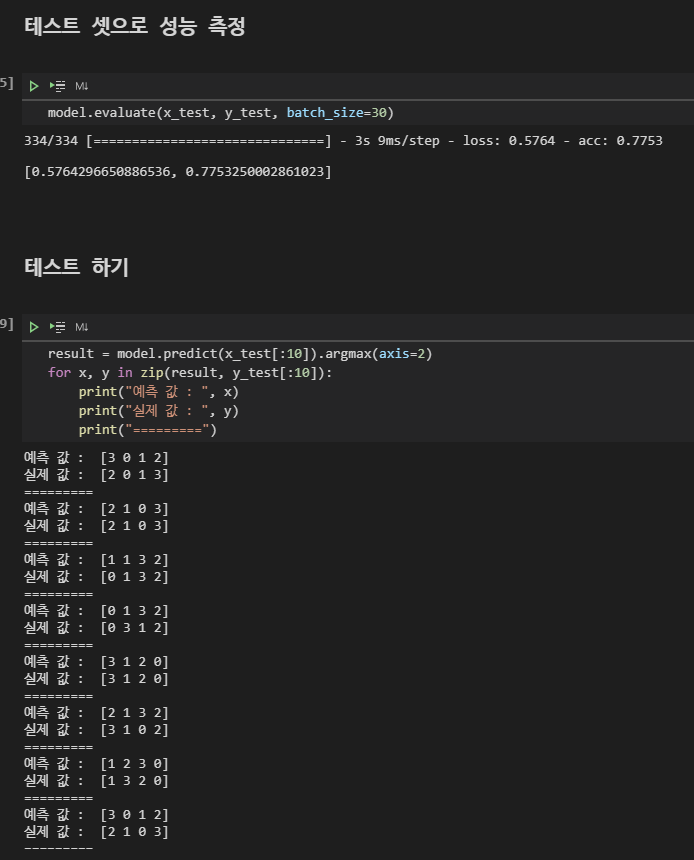 테스트 셋으로 성능 측정
5]
M↓
model.evaluate(x_test, y_test, batch_size=30)
334/334 [==============================] - 3s 9ms/step - loss: 0.5764 - acc: 0.7753
[0.5764296650886536, 0.7753250002861023]
테스트 하기
9]
M↓
result = model.predict(x_test[:10]).argmax(axis=2)
for x, y in zip(result, y_test[:10]):
    print("예측 값 : ", x)
    print("실제 값 : ", y)
    print("=========")
예측 값 :  [3 0 1 2]
실제 값 :  [2 0 1 3]
=========
예측 값 :  [2 1 0 3]
실제 값 :  [2 1 0 3]
=========
예측 값 :  [1 1 3 2]
실제 값 :  [0 1 3 2]
=========
예측 값 :  [0 1 3 2]
실제 값 :  [0 3 1 2]
=========
예측 값 :  [3 1 2 0]
실제 값 :  [3 1 2 0]
=========
예측 값 :  [2 1 3 2]
실제 값 :  [3 1 0 2]
=========
예측 값 :  [1 2 3 0]
실제 값 :  [1 3 2 0]
=========
예측 값 :  [3 0 1 2]
실제 값 :  [2 1 0 3]
=========